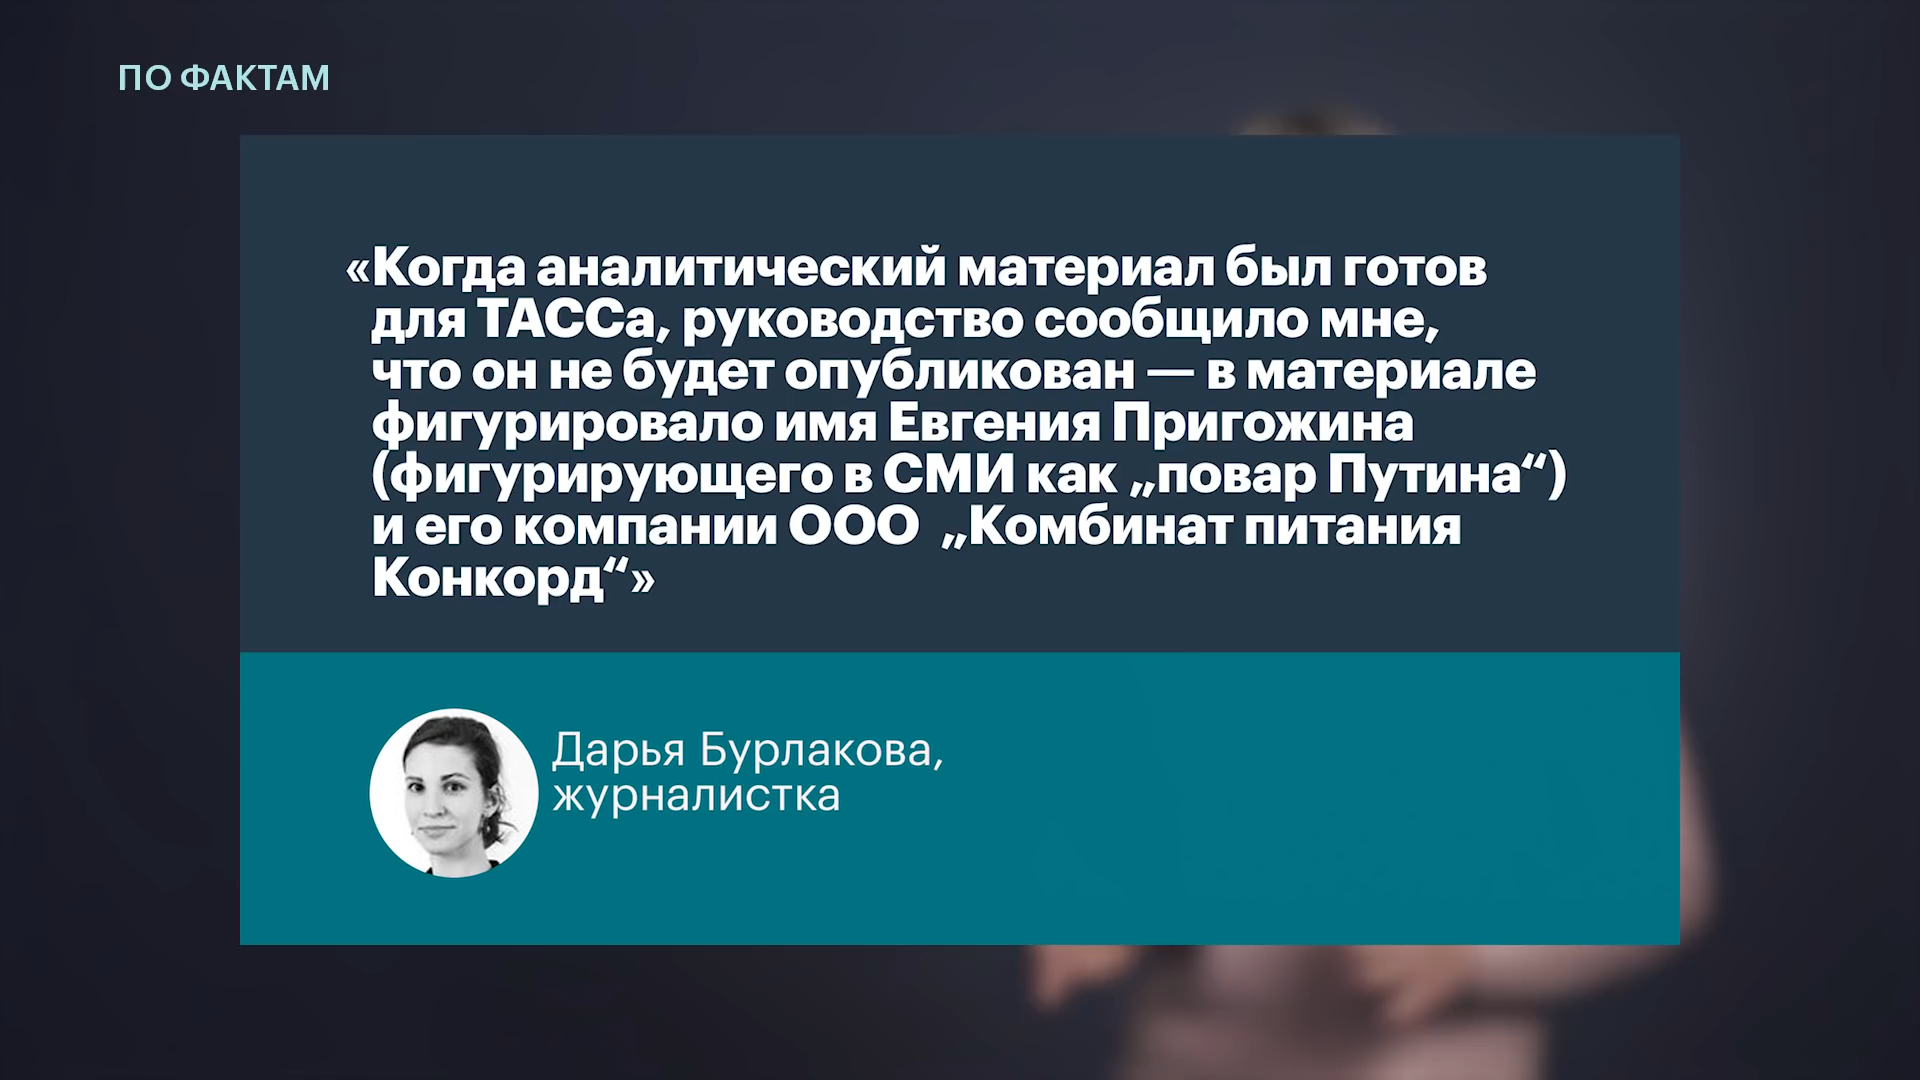 ПО ФАКТАМ
«Когда аналитический материал был готов
для ТАССа, руководство сообщило мне,
что он не будет опубликован — в материале
фигурировало имя Евгения Пригожина
(фигурирующего в СМИ как „повар Путина“)
и его компании ООО „Комбинат питания
Конкорд“»
Дарья Бурлакова,
журналистка